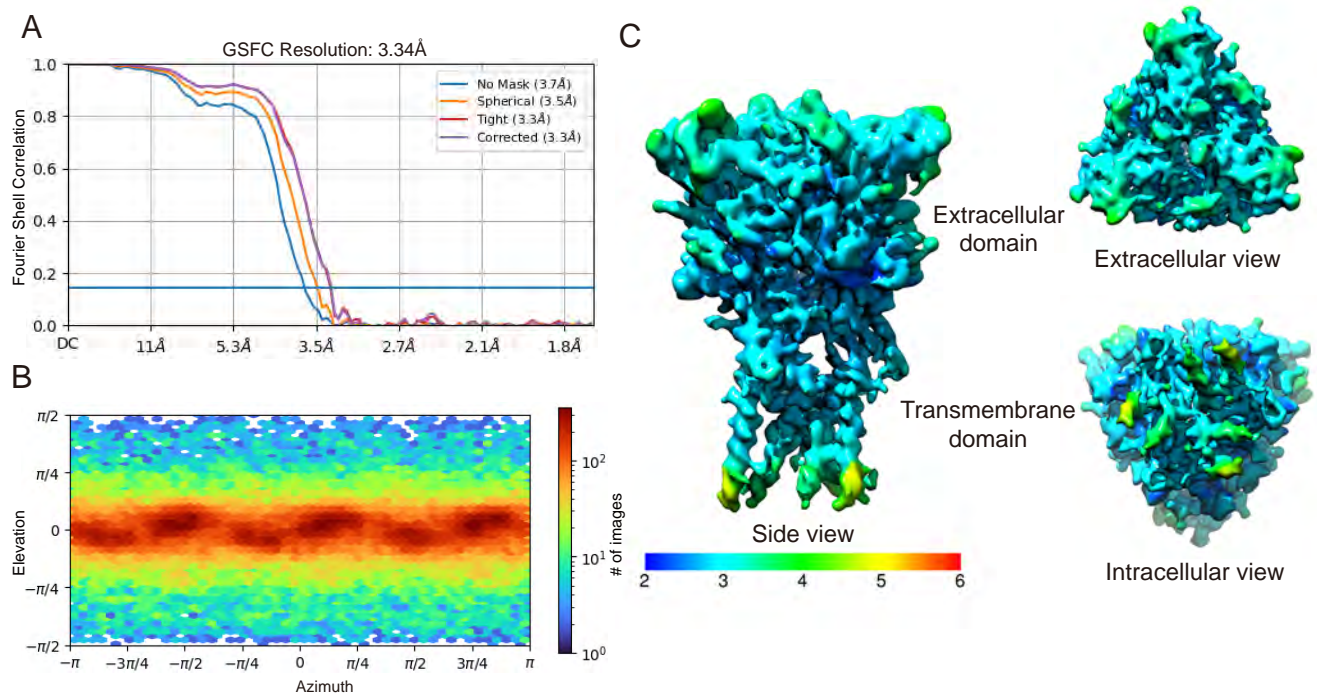 A
GSFC Resolution: 3.34Å
1.0
0.8
0.6
0.4
0.2
0.0
Fourier Shell Correlation
No Mask (3.7Å)
Spherical (3.5Å)
Tight (3.3Å)
Corrected (3.3Å)
DC
11Å
5.3Å
3.5Å
2.7Å
2.1Å
1.8Å
B
π/2
π/4
0
−π/4
−π/2
Elevation
−π
−3π/4
−π/2
−π/4
0
π/4
π/2
3π/4
π
Azimuth
10²
10¹
10⁰
# of images
C
Extracellular
domain
Transmembrane
domain
Side view
2
3
4
5
6
Extracellular view
Intracellular view